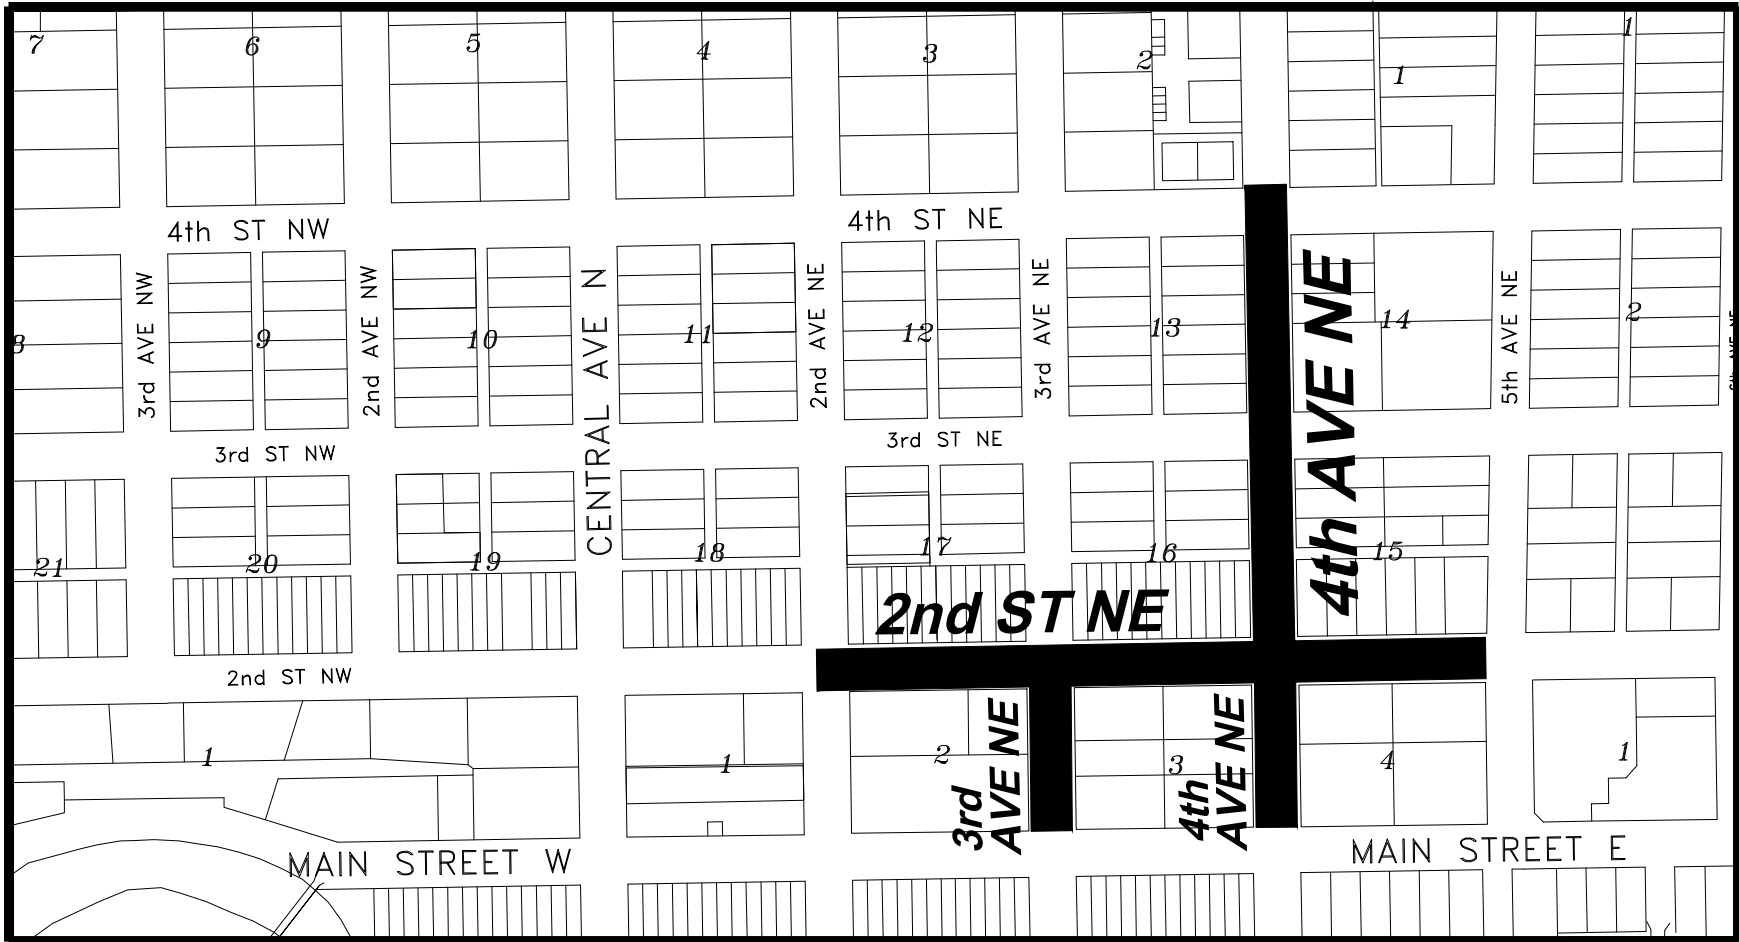 7
6
5
4
3
2
1
1
4th ST NW
4th ST NE
3rd AVE NW
2nd AVE NW
CENTRAL AVE N
2nd AVE NE
3rd AVE NE
4th AVE NE
5th AVE NE
8
9
10
11
12
13
14
2
3rd ST NW
3rd ST NE
21
20
19
18
17
16
15
2nd ST NE
2nd ST NW
1
1
2
3rd
AVE NE
3
4th
AVE NE
4
1
MAIN STREET W
MAIN STREET E